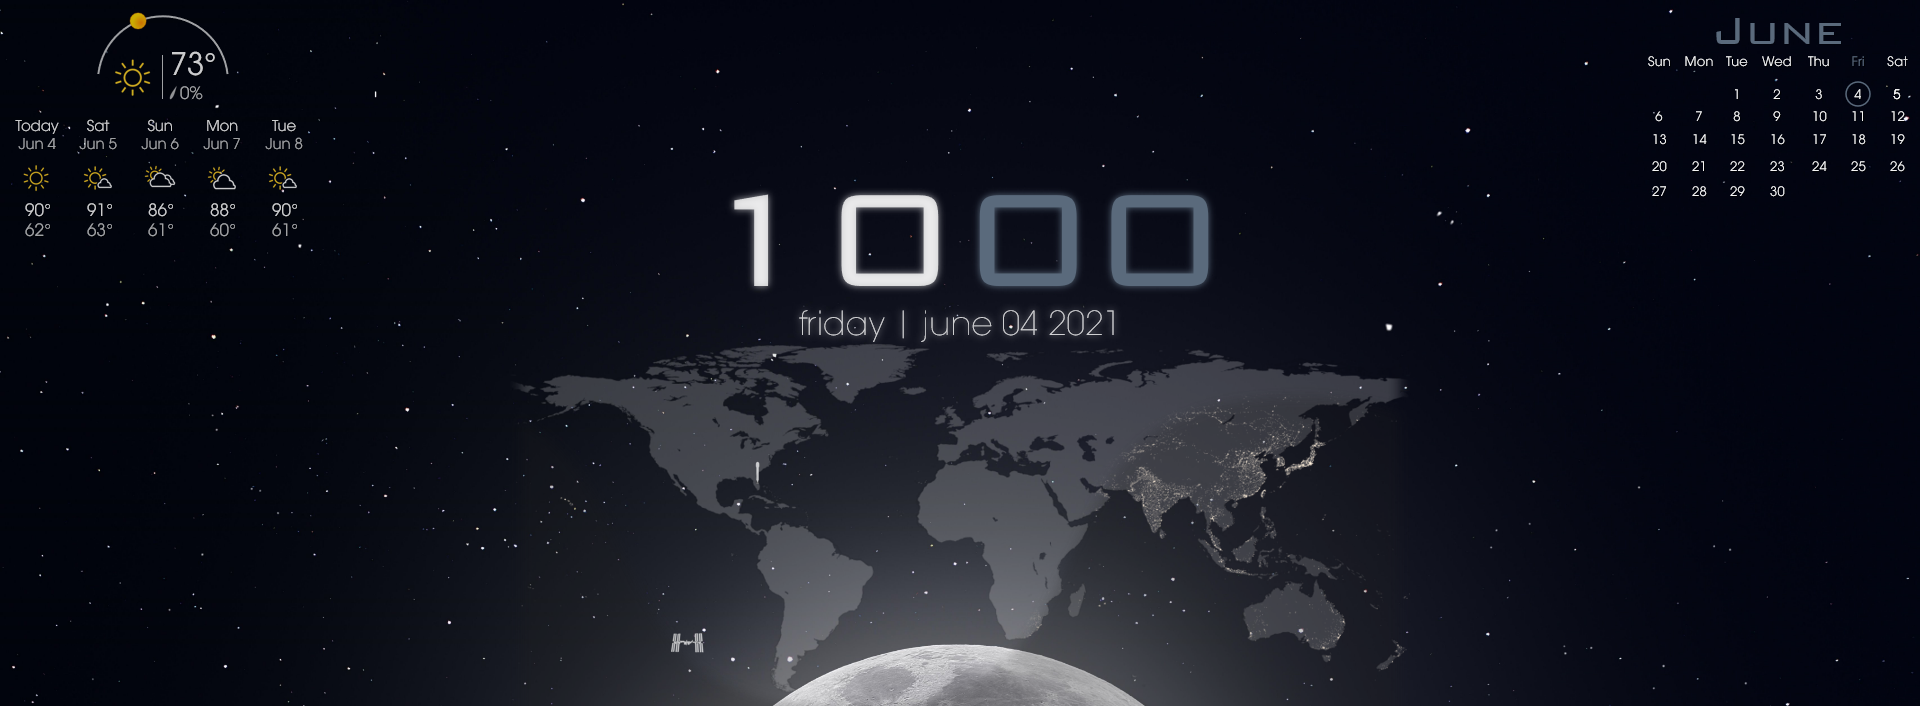 73°
0%
Today Sat Sun Mon Tue
Jun 4 Jun 5 Jun 6 Jun 7 Jun 8
90° 91° 86° 88° 90°
62° 63° 61° 60° 61°
1000
friday | june 04 2021
JUNE
Sun Mon Tue Wed Thu Fri Sat
1 2 3 4 5
6 7 8 9 10 11 12
13 14 15 16 17 18 19
20 21 22 23 24 25 26
27 28 29 30